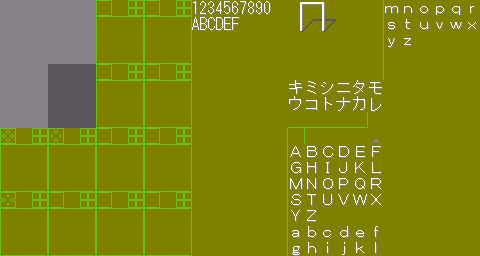 1234567890
ABCDEF
mnopqr
stuvwx
yz
キミシニタモ
ウコトナカレ
ABCDEF
GHIJKL
MNOPQR
STUVWX
YZ
abcdef
ghijkl